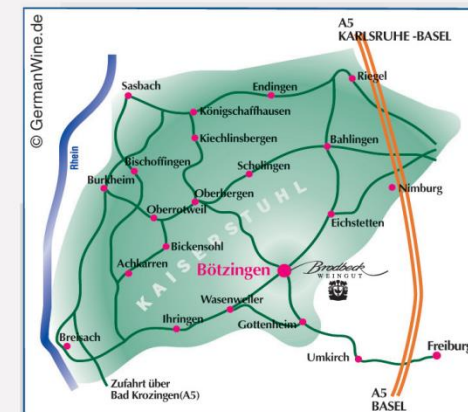 © GermanWine.de
A5
KARLSRUHE -BASEL
Rhein
Sasbach
Endingen
Riegel
Königschaffhausen
Kiechlinsbergen
Bahlingen
Bischoffingen
Schelingen
Burkheim
Oberbergen
Nimburg
Oberrotweil
Eichstetten
KAISERSTUHL
Bickensohl
Achkarren
Bötzingen
Brodbeck
WEINGUT
Wasenweiler
Ihringen
Gottenheim
Breisach
Umkirch
Freiburg
Zufahrt über
Bad Krozingen(A5)
A5
BASEL